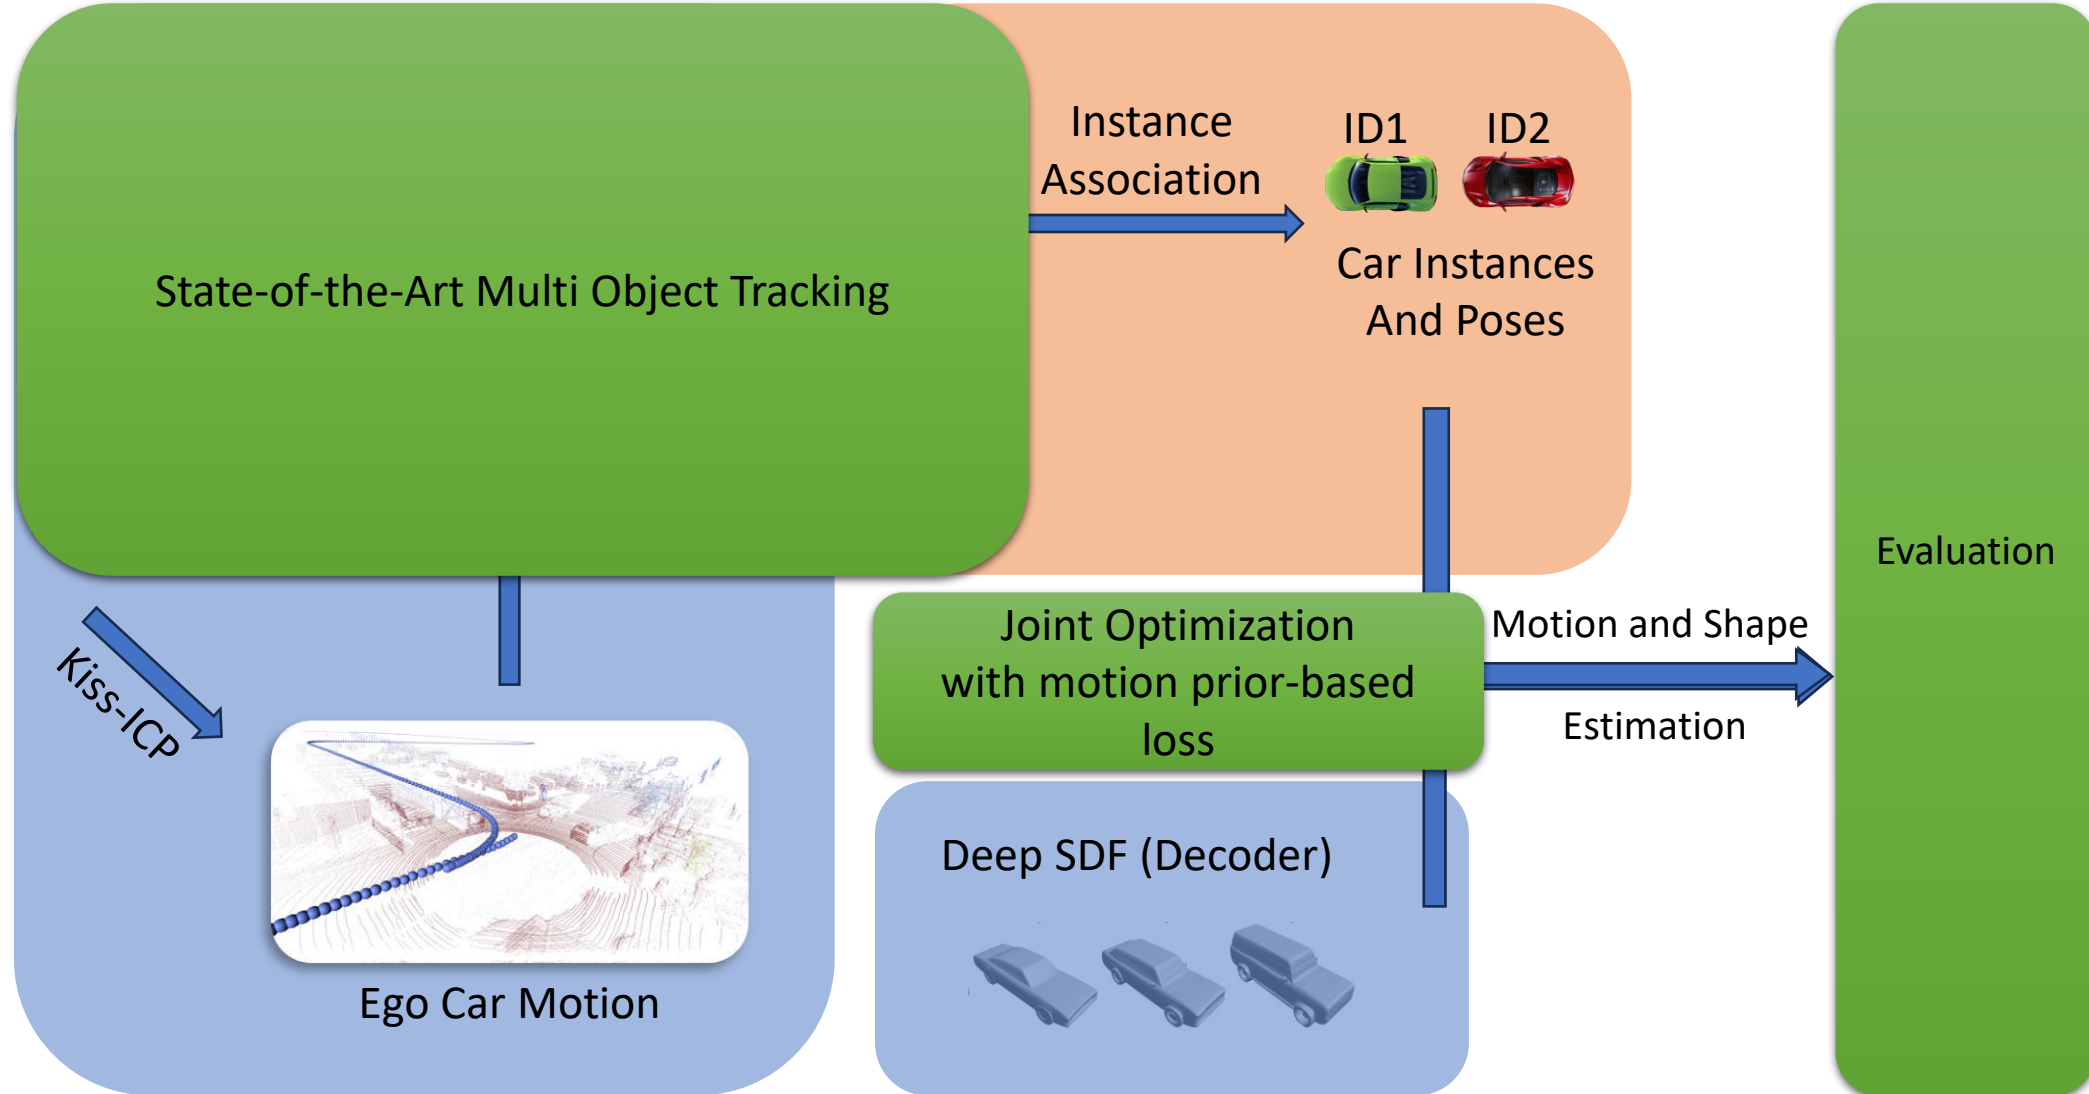 State-of-the-Art Multi Object Tracking
Instance
Association
ID1
ID2
Car Instances
And Poses
Kiss-ICP
Ego Car Motion
Joint Optimization
with motion prior-based
loss
Deep SDF (Decoder)
Motion and Shape
Estimation
Evaluation